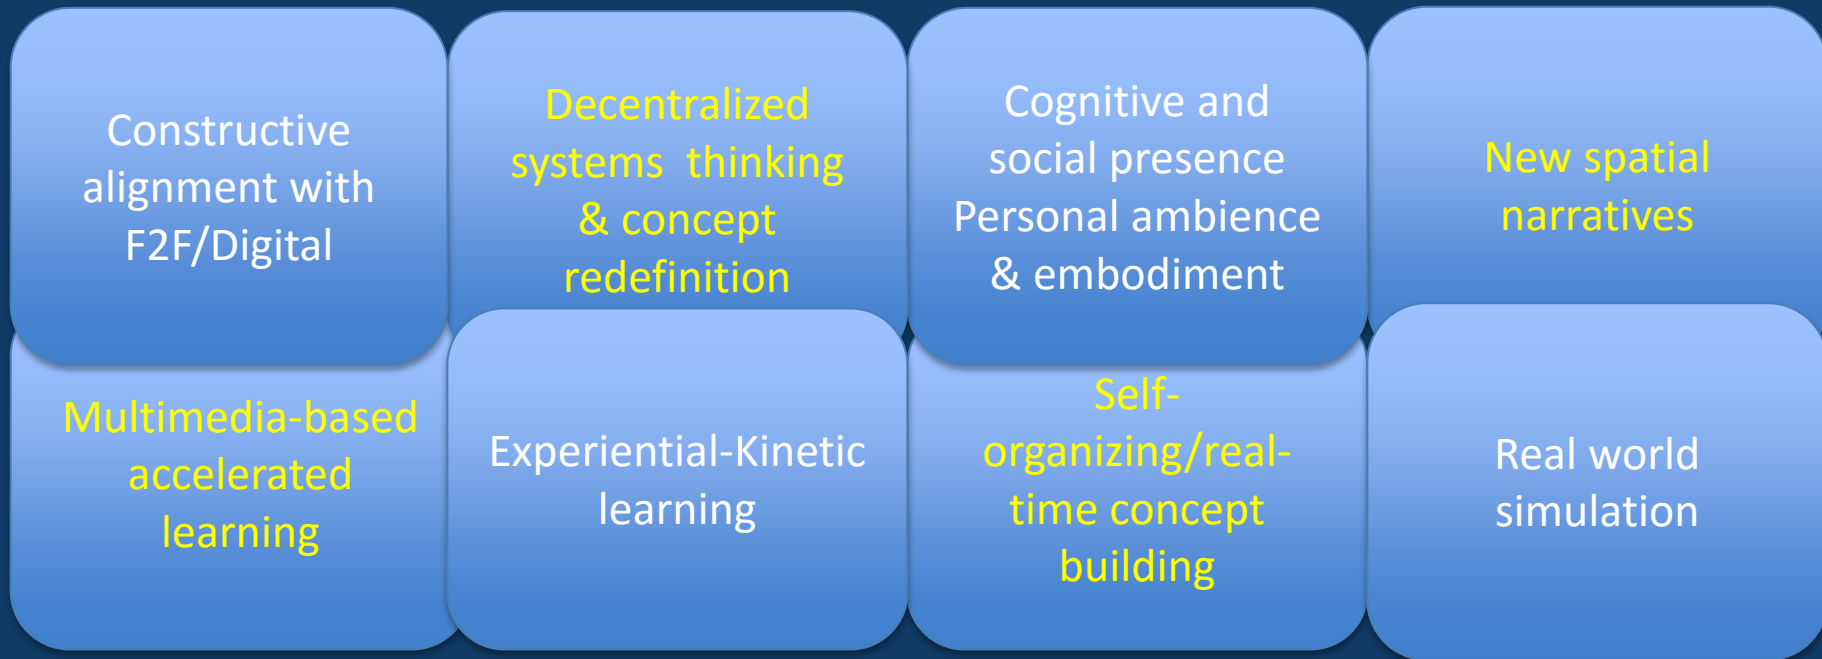 Constructive
alignment with
F2F/Digital
Decentralized
systems  thinking
& concept
redefinition
Cognitive and
social presence
Personal ambience
& embodiment
New spatial
narratives
Multimedia-based
accelerated
learning
Experiential-Kinetic
learning
Self-
organizing/real-
time concept
building
Real world
simulation